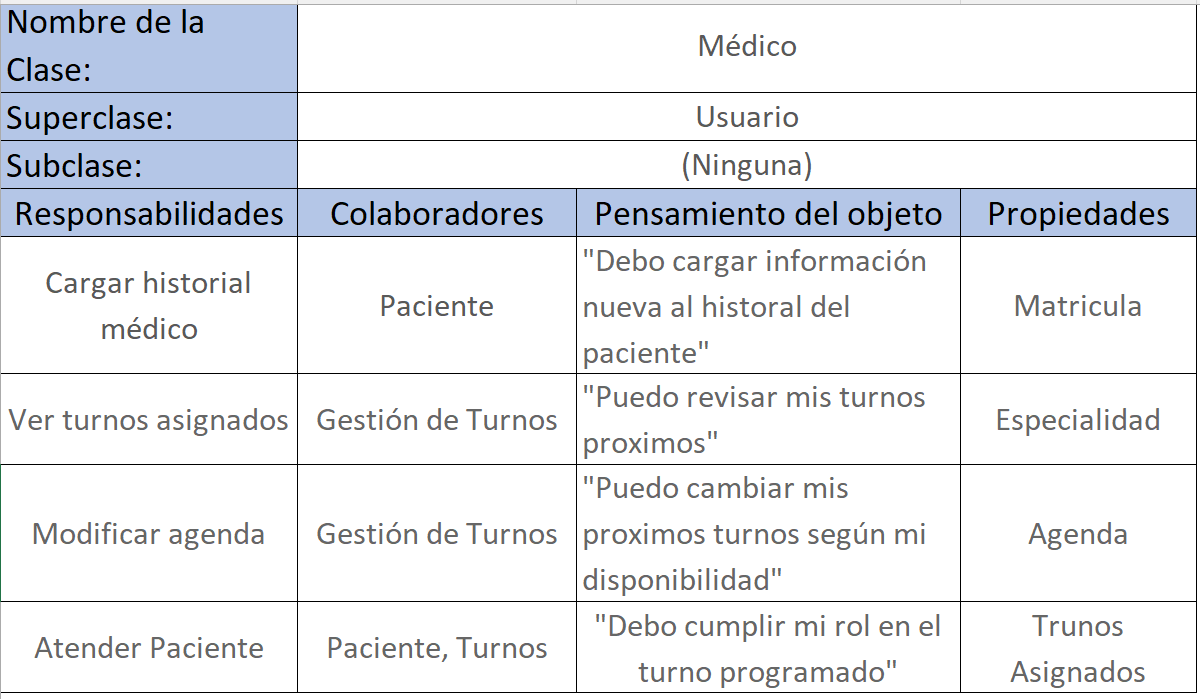 Nombre de la
Clase:
Médico
Superclase:
Usuario
Subclase:
(Ninguna)
Responsabilidades
Colaboradores
Pensamiento del objeto
Propiedades
Cargar historial
médico
Paciente
"Debo cargar información
nueva al historal del
paciente"
Matricula
Ver turnos asignados
Gestión de Turnos
"Puedo revisar mis turnos
proximos"
Especialidad
Modificar agenda
Gestión de Turnos
"Puedo cambiar mis
proximos turnos según mi
disponibilidad"
Agenda
Atender Paciente
Paciente, Turnos
"Debo cumplir mi rol en el
turno programado"
Trunos
Asignados